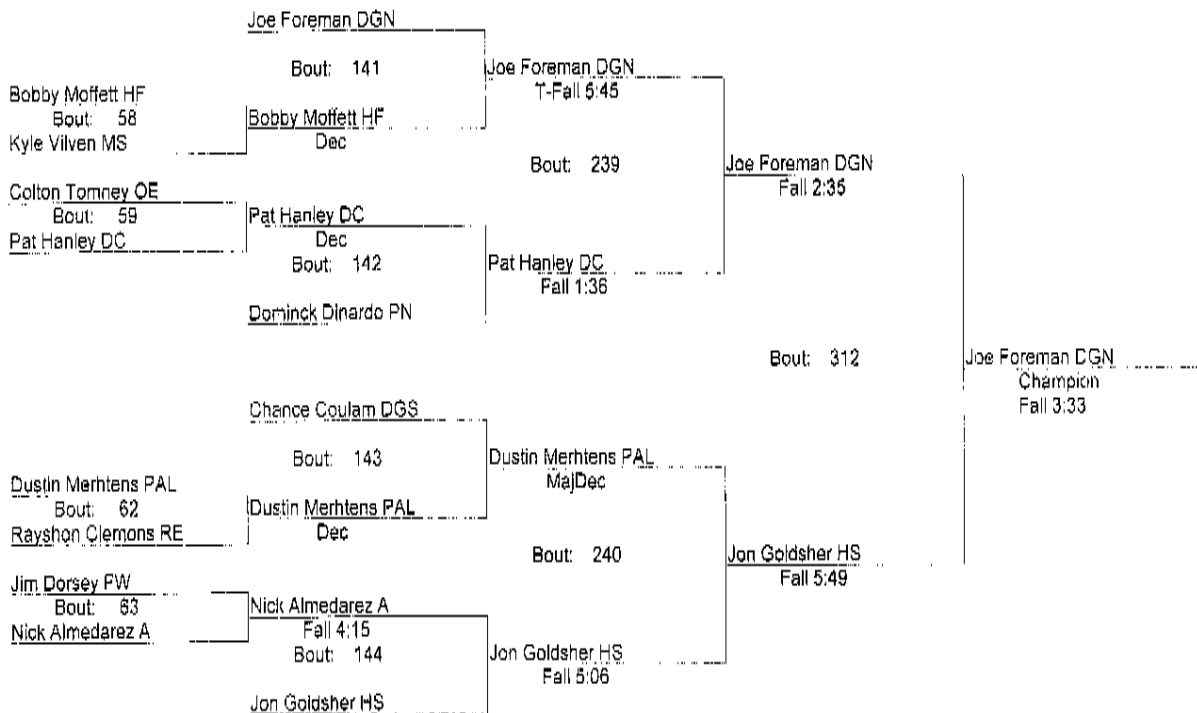 Joe Foreman DGN
Bout: 141
Joe Foreman DGN
T-Fall 5:45
Bobby Moffett HF
Bout: 58
Kyle Vilven MS
Bobby Moffett HF
Dec
Bout: 239
Joe Foreman DGN
Fall 2:35
Colton Tomney OE
Bout: 59
Pat Hanley DC
Pat Hanley DC
Dec
Bout: 142
Pat Hanley DC
Fall 1:36
Dominck Dinardo PN
Bout: 312
Joe Foreman DGN
Champion
Fall 3:33
Chance Coulam DGS
Bout: 143
Dustin Merhtens PAL
MajDec
Dustin Merhtens PAL
Bout: 62
Rayshon Clemons RE
Dustin Merhtens PAL
Dec
Bout: 240
Jon Goldsher HS
Fall 5:49
Jim Dorsey PW
Bout: 63
Nick Almedarez A
Nick Almedarez A
Fall 4:15
Bout: 144
Jon Goldsher HS
Fall 5:06
Jon Goldsher HS